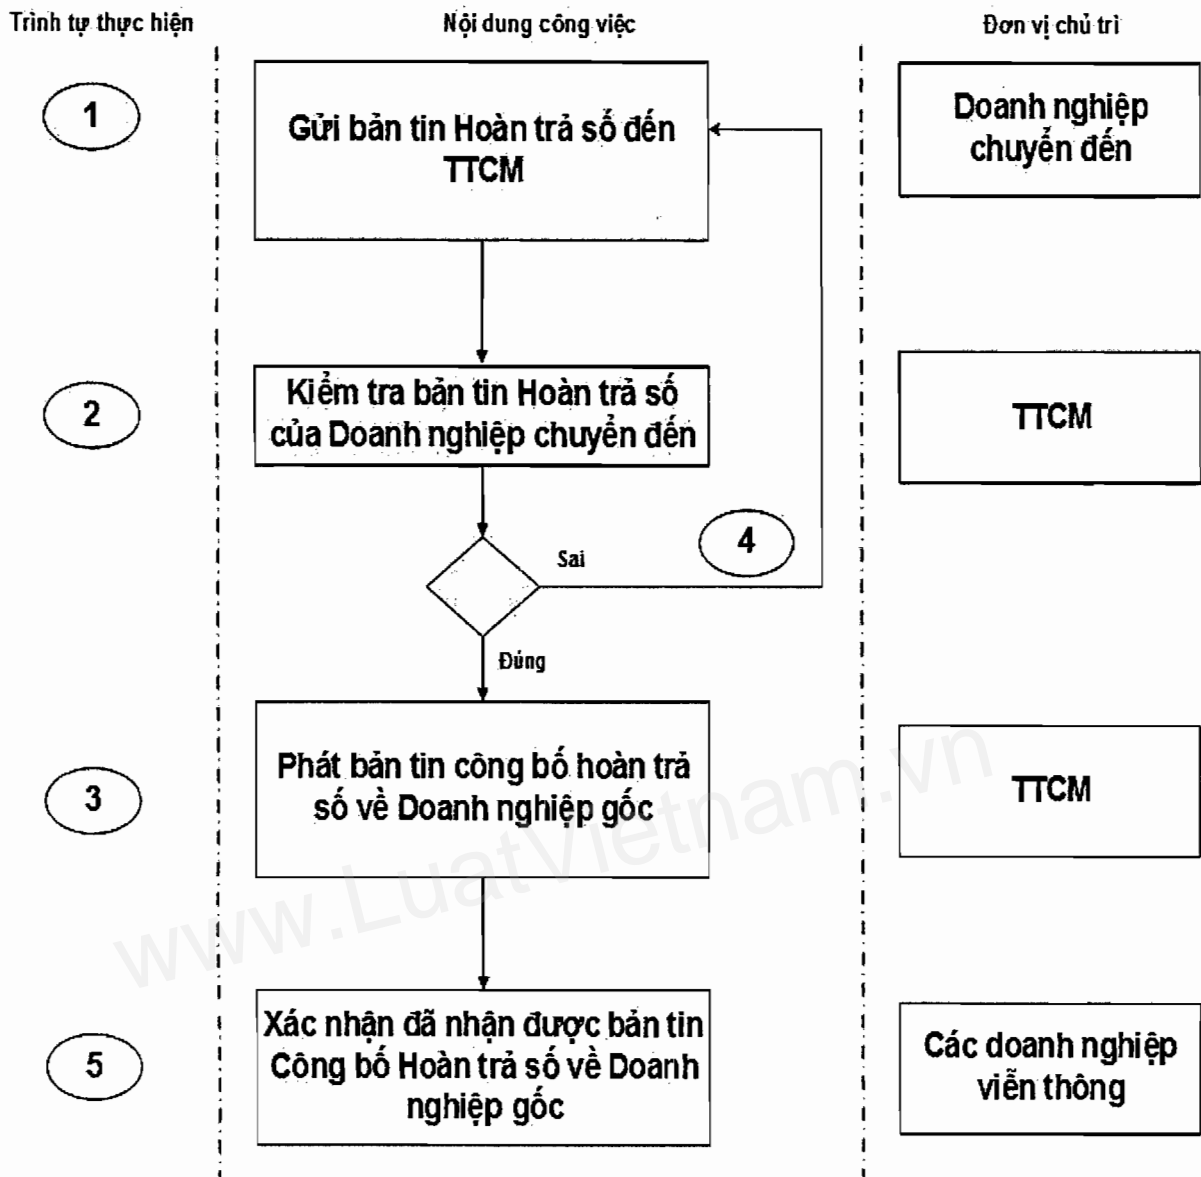 Trình tự thực hiện
Nội dung công việc
Đơn vị chủ trì
1
Gửi bản tin Hoàn trả số đến
TTCM
Doanh nghiệp
chuyển đến
2
Kiểm tra bản tin Hoàn trả số
của Doanh nghiệp chuyển đến
TTCM
4
Sai
Đúng
3
Phát bản tin công bố hoàn trả
số về Doanh nghiệp gốc
TTCM
www.LuatVietnam.vn
5
Xác nhận đã nhận được bản tin
Công bố Hoàn trả số về Doanh
nghiệp gốc
Các doanh nghiệp
viễn thông